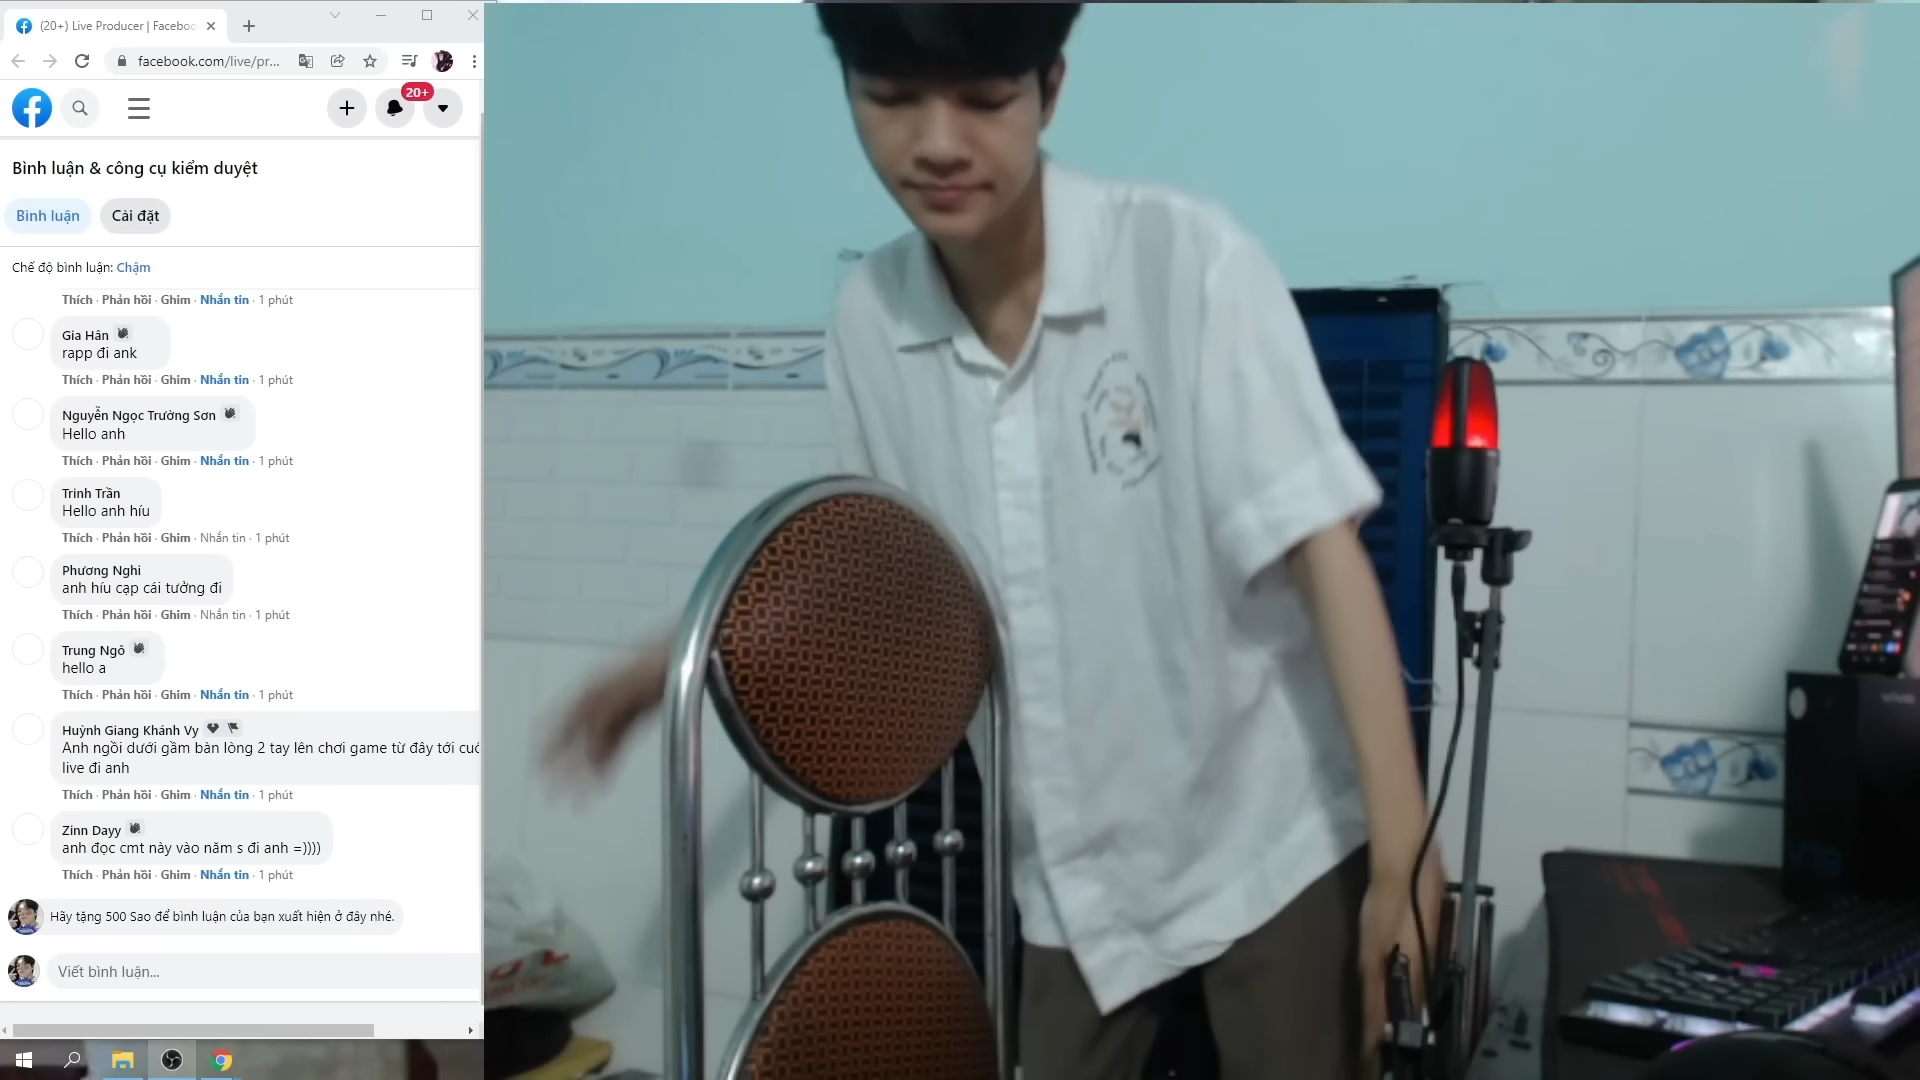 (20+) Live Producer | Faceboo
facebook.com/live/pr...
20+
Bình luận & công cụ kiểm duyệt
Bình luận
Cài đặt
Chế độ bình luận: Chậm
Thích · Phản hồi · Ghim · Nhắn tin · 1 phút
Gia Hân
rapp đi ank
Thích · Phản hồi · Ghim · Nhắn tin · 1 phút
Nguyễn Ngọc Trường Sơn
Hello anh
Thích · Phản hồi · Ghim · Nhắn tin · 1 phút
Trinh Trần
Hello anh híu
Thích · Phản hồi · Ghim · Nhắn tin · 1 phút
Phương Nghi
anh híu cạp cái tưởng đi
Thích · Phản hồi · Ghim · Nhắn tin · 1 phút
Trung Ngô
hello a
Thích · Phản hồi · Ghim · Nhắn tin · 1 phút
Huỳnh Giang Khánh Vy
Anh ngồi dưới gầm bàn lòng 2 tay lên chơi game từ đây tới cuố
live đi anh
Thích · Phản hồi · Ghim · Nhắn tin · 1 phút
Zinn Dayy
anh đọc cmt này vào năm s đi anh =))))
Thích · Phản hồi · Ghim · Nhắn tin · 1 phút
Hãy tặng 500 Sao để bình luận của bạn xuất hiện ở đây nhé.
Viết bình luận...